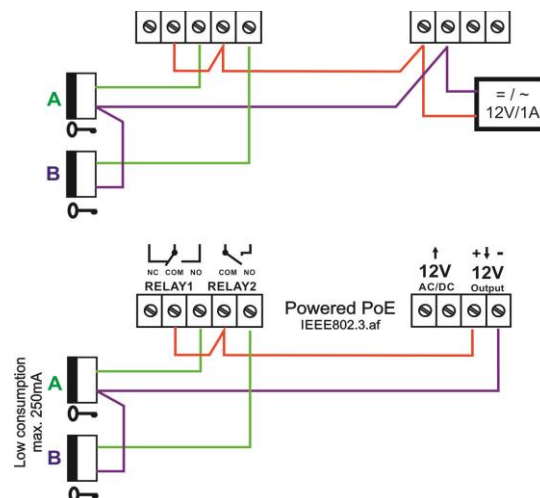 A
B
= / ~
12V/1A
NC COM NO
COM NO
RELAY1 RELAY2
Powered PoE
IEEE802.3.af
12V
AC/DC
+ -
12V
Output
Low consumption
max. 250mA
A
B